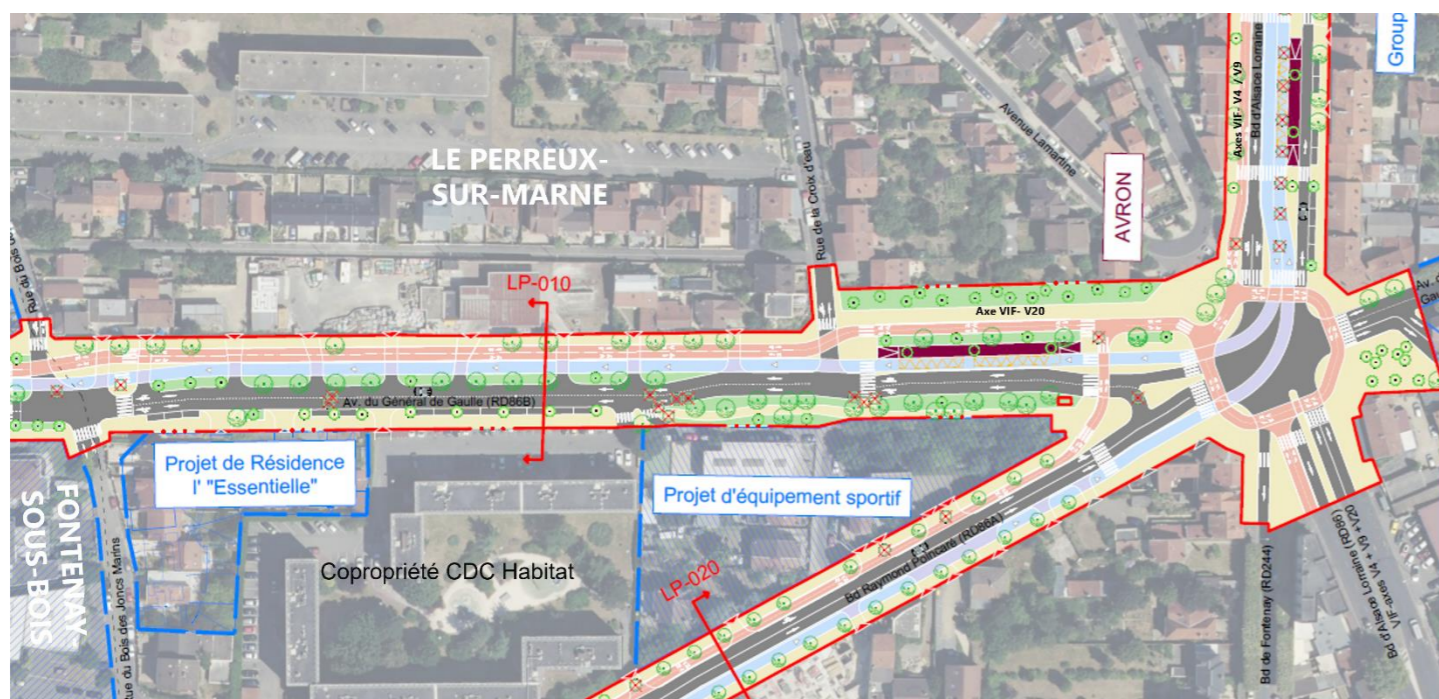 Group
Axes VIF- V4 / V9
Bd d'Alsace Lorraine
Avenue Lamartine
LE PERREUX-
SUR-MARNE
AVRON
Rue de la Croix d'eau
Rue du Bois
LP-010
Axe VIF- V20
Av. du Général de Gaulle (RD86B)
Projet de Résidence
l' "Essentielle"
Projet d'équipement sportif
FONTENAY
SOUS-BOIS
Copropriété CDC Habitat
LP-020
Bd Raymond Poincaré (RD86A)
Rue du Bois des Joncs Marins
Bd de Fontenay (RD244)
Bd d'Alsace Lorraine (RD86)
VIF-axes V4 + V9 +V20